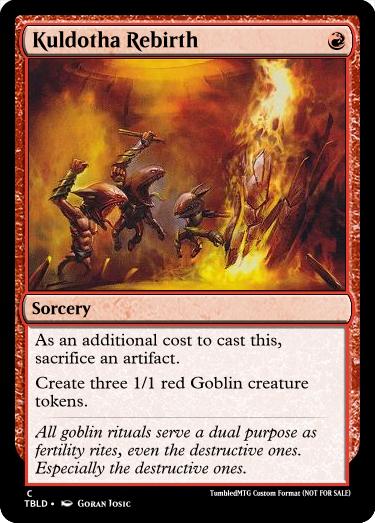 Kuldotha Rebirth
Sorcery
As an additional cost to cast this,
sacrifice an artifact.
Create three 1/1 red Goblin creature
tokens.
All goblin rituals serve a dual purpose as
fertility rites, even the destructive ones.
Especially the destructive ones.
C
TBLD • Goran Josic
TumbledMTG Custom Format (NOT FOR SALE)